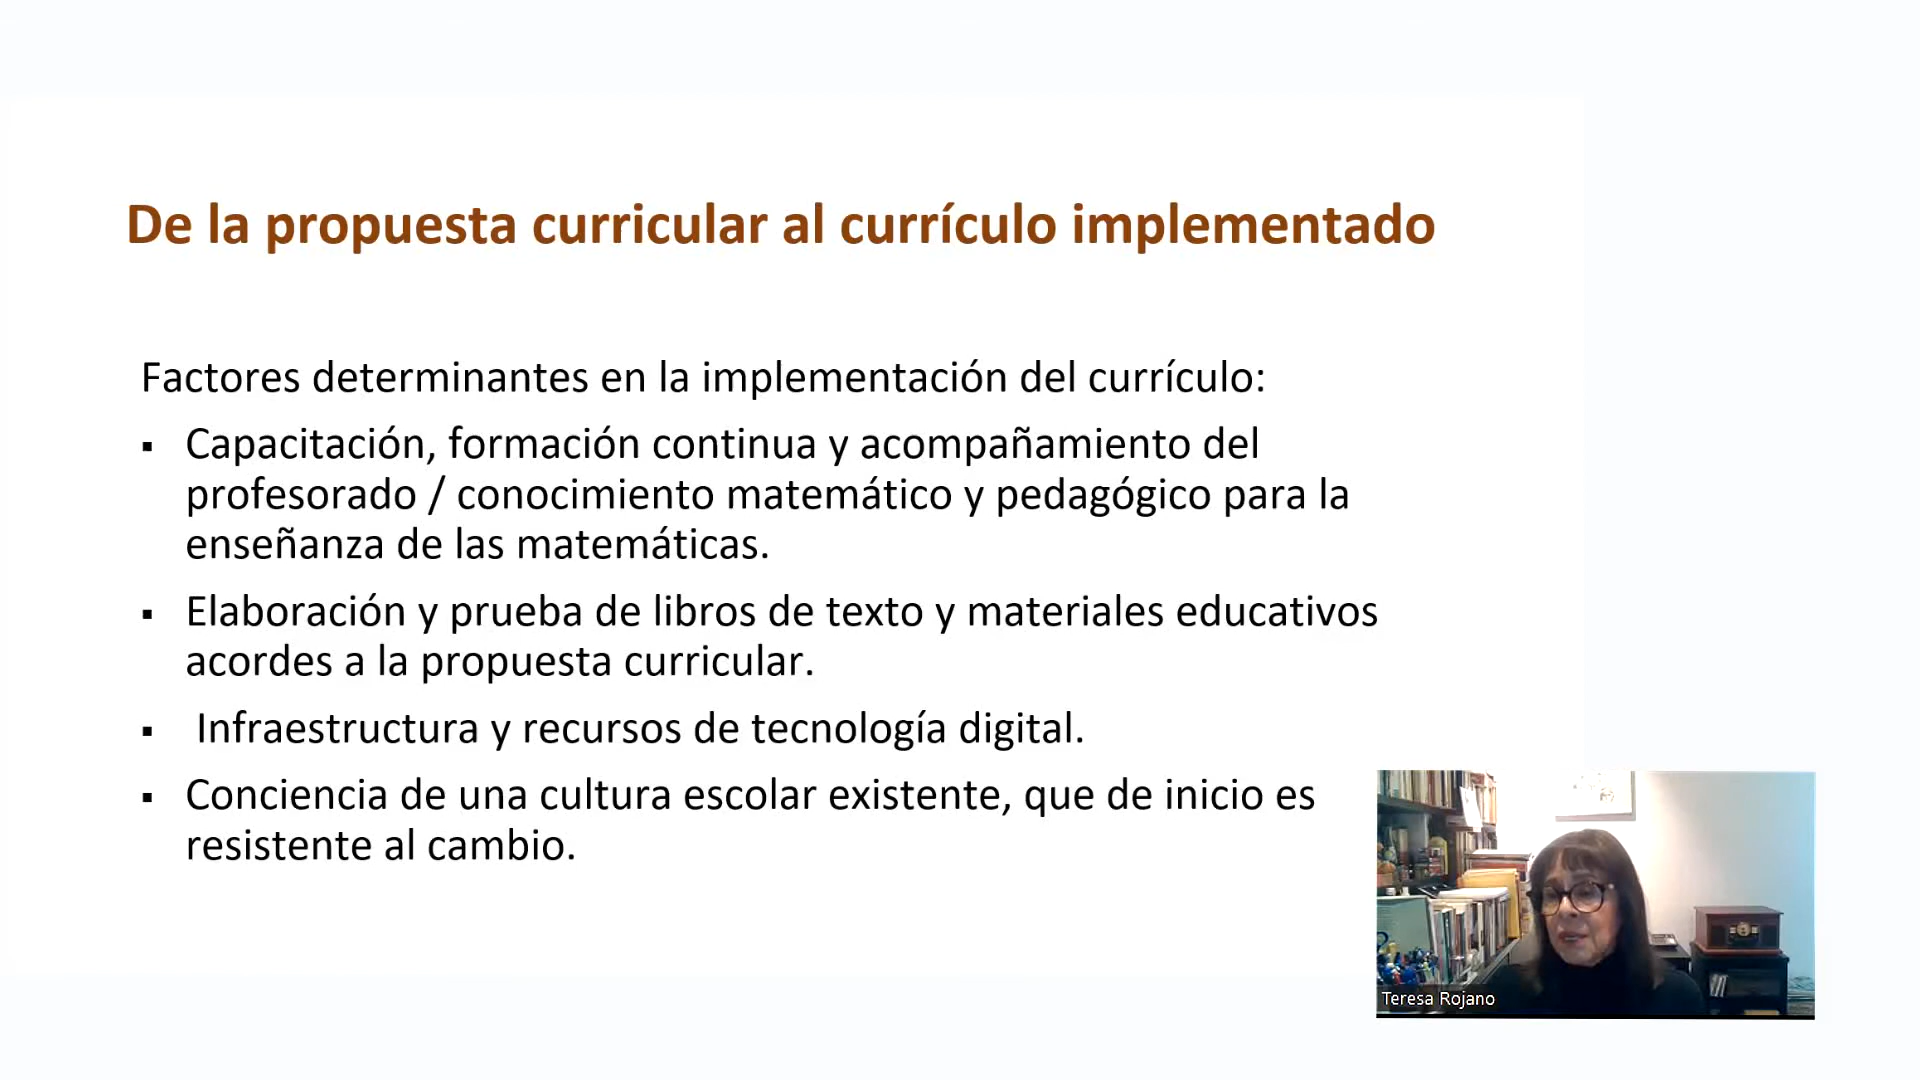 De la propuesta curricular al currículo implementado
Factores determinantes en la implementación del currículo:
▪ Capacitación, formación continua y acompañamiento del
profesorado / conocimiento matemático y pedagógico para la
enseñanza de las matemáticas.
▪ Elaboración y prueba de libros de texto y materiales educativos
acordes a la propuesta curricular.
▪ Infraestructura y recursos de tecnología digital.
▪ Conciencia de una cultura escolar existente, que de inicio es
resistente al cambio.
Teresa Rojano